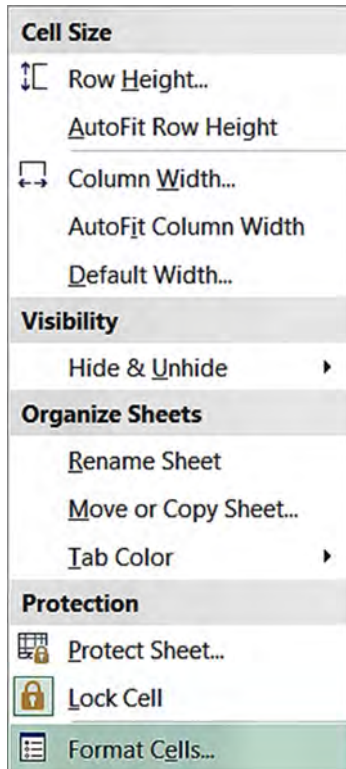 Cell Size
Row Height...
AutoFit Row Height
Column Width...
AutoFit Column Width
Default Width...
Visibility
Hide & Unhide
Organize Sheets
Rename Sheet
Move or Copy Sheet...
Tab Color
Protection
Protect Sheet...
Lock Cell
Format Cells...